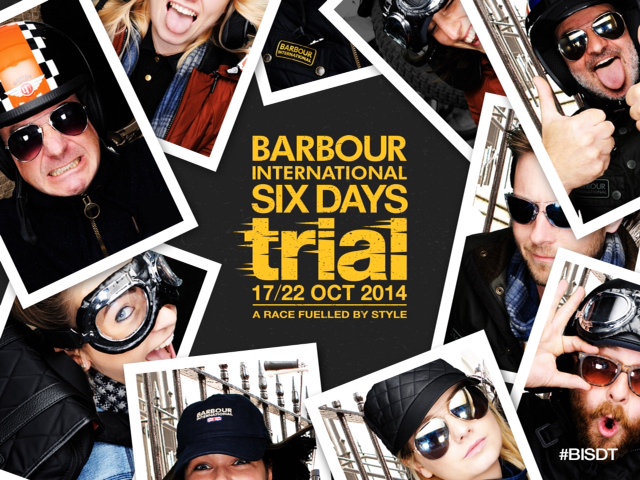 BARBOUR
INTERNATIONAL
BARBOUR
INTERNATIONAL
SIX DAYS
trial
17/22 OCT 2014
A RACE FUELLED BY STYLE
BARBOUR
INTERNATIONAL
#BISDT